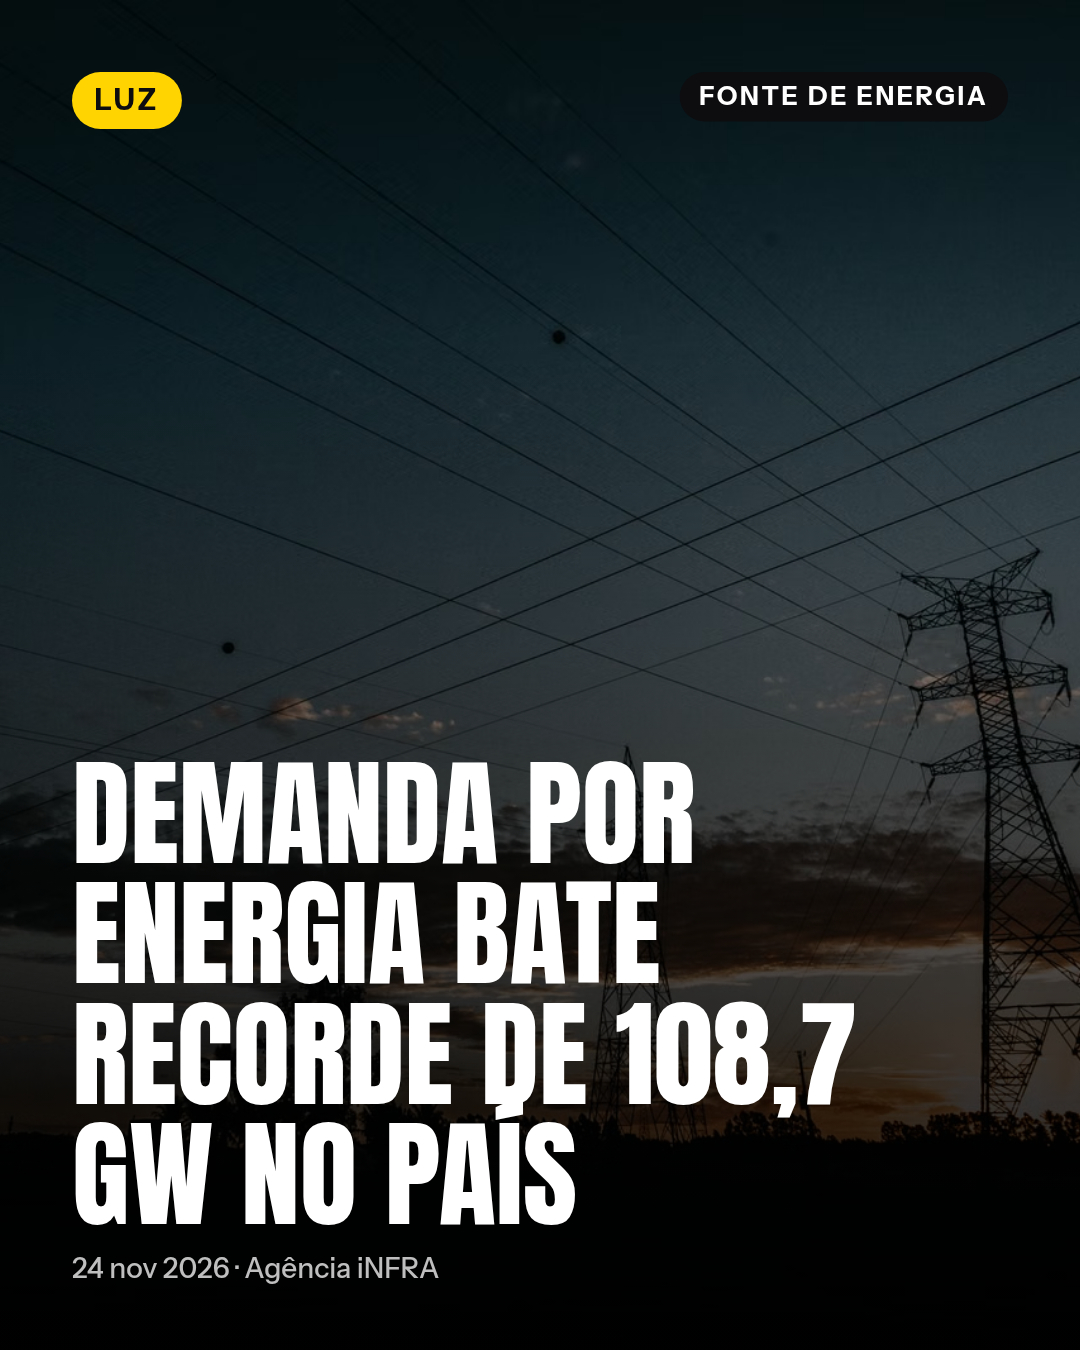 LUZ
FONTE DE ENERGIA
DEMANDA POR
ENERGIA BATE
RECORDE DE 108,7
GW NO PAÍS
24 nov 2026 · Agência iNFRA